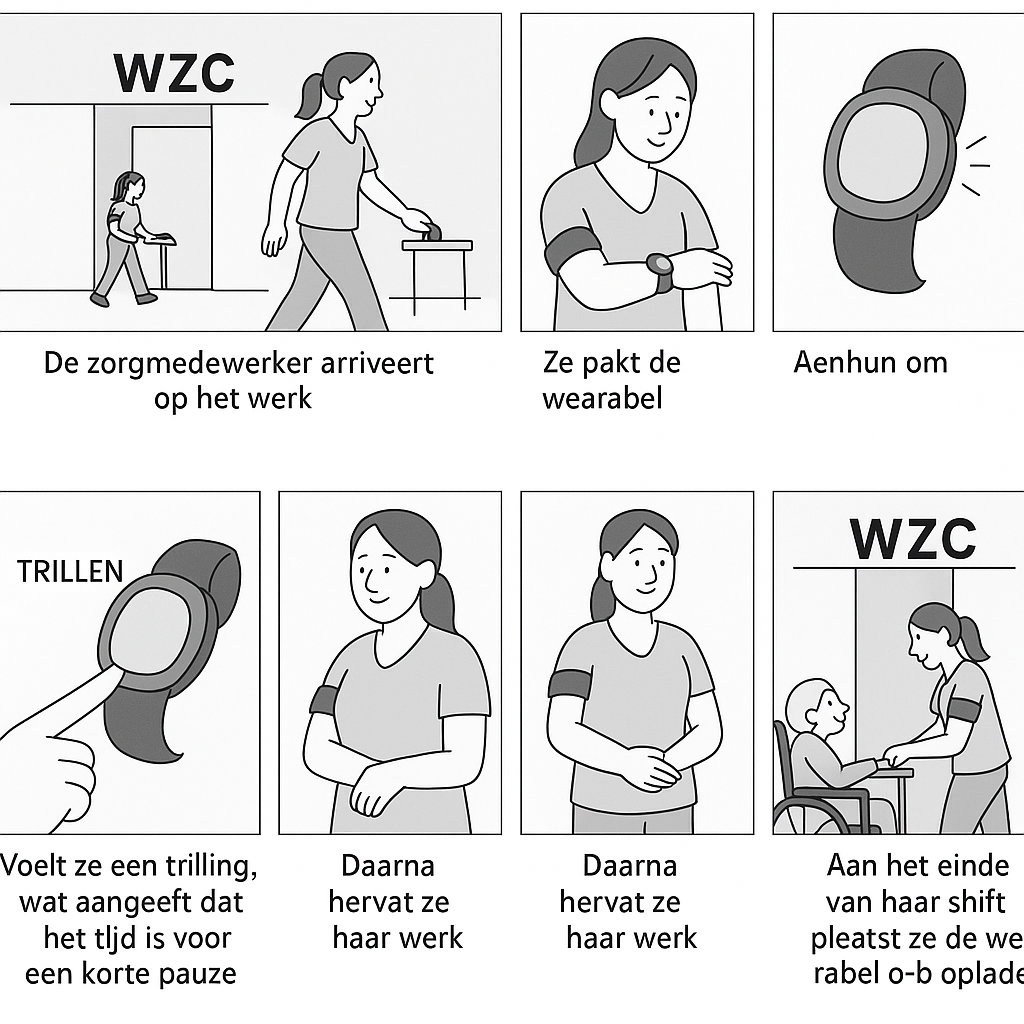 WZC
De zorgmedewerker arriveert
op het werk
Ze pakt de
wearabel
Aenhun om
TRILLEN
Voelt ze een trilling,
wat aangeeft dat
het tljd is voor
een korte pauze
Daarna
hervat ze
haar werk
Daarna
hervat ze
haar werk
WZC
Aan het einde
van haar shift
pleatst ze de we
rabel o-b oplade